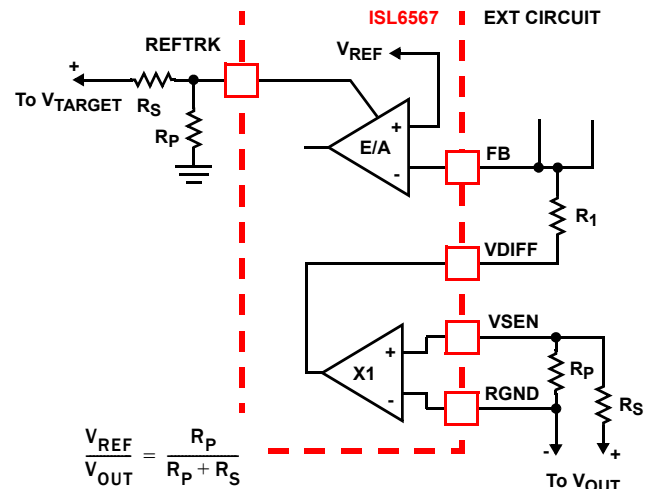 ISL6567
EXT CIRCUIT
REFTRK
VREF
+
To VTARGET
RS
RP
+
E/A
-
FB
R1
VDIFF
VSEN
+
X1
-
RP
RGND
RS
-
+
To VOUT
VREF / VOUT = RP / RP + RS